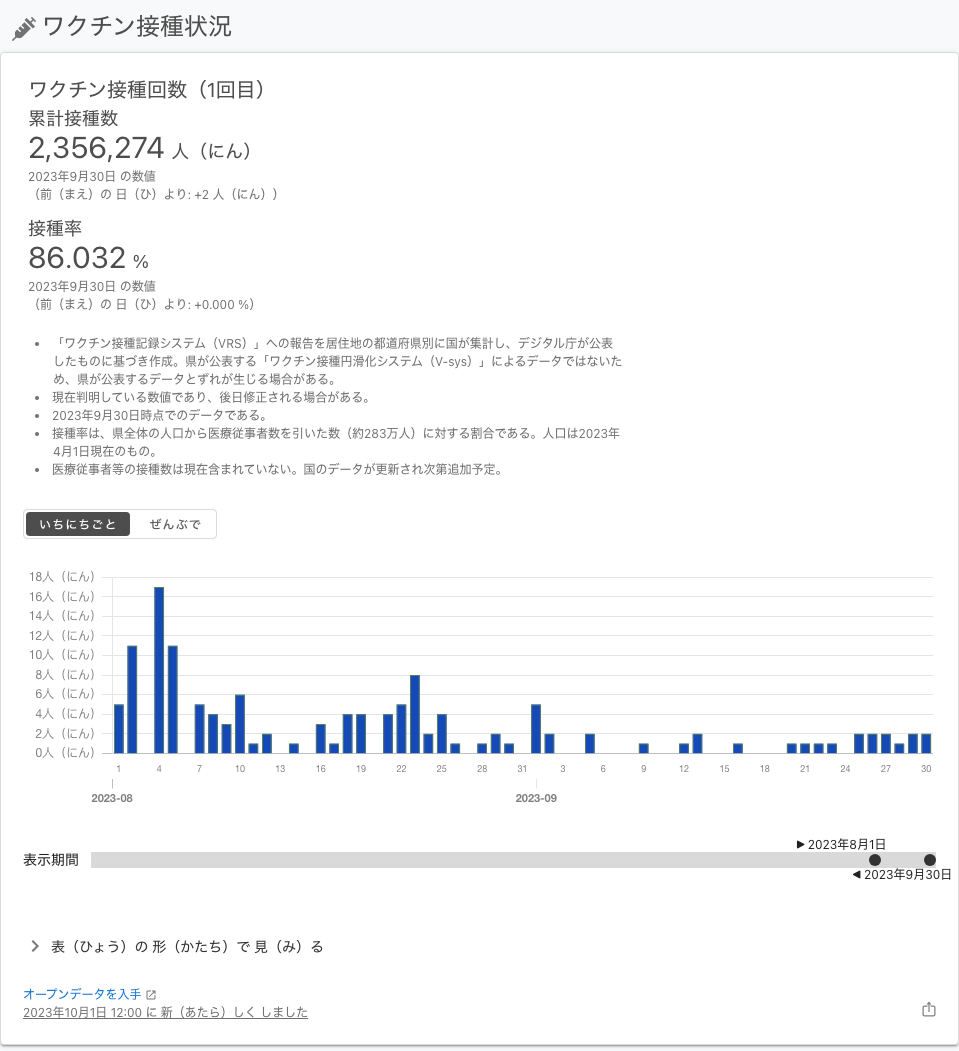 ワクチン接種状況
ワクチン接種回数（1回目）
累計接種数
2,356,274 人（にん）
2023年9月30日 の数値
（前（まえ）の 日（ひ）より: +2 人（にん））
接種率
86.032 %
2023年9月30日 の数値
（前（まえ）の 日（ひ）より: +0.000 %）
• 「ワクチン接種記録システム（VRS）」への報告を居住地の都道府県別に国が集計し、デジタル庁が公表
したものに基づき作成。県が公表する「ワクチン接種円滑化システム（V-sys）」によるデータではないた
め、県が公表するデータとずれが生じる場合がある。
• 現在判明している数値であり、後日修正される場合がある。
• 2023年9月30日時点でのデータである。
• 接種率は、県全体の人口から医療従事者数を引いた数（約283万人）に対する割合である。人口は2023年
4月1日現在のもの。
• 医療従事者等の接種数は現在含まれていない。国のデータが更新され次第追加予定。
いちにちごと ぜんぶで
18人（にん）
16人（にん）
14人（にん）
12人（にん）
10人（にん）
8人（にん）
6人（にん）
4人（にん）
2人（にん）
0人（にん）
1 4 7 10 13 16 19 22 25 28 31 3 6 9 12 15 18 21 24 27 30
2023-08 2023-09
▶ 2023年8月1日
表示期間
◀ 2023年9月30日
表（ひょう）の 形（かたち）で 見（み）る
オープンデータを入手
2023年10月1日 12:00 に 新（あたら）しく しました